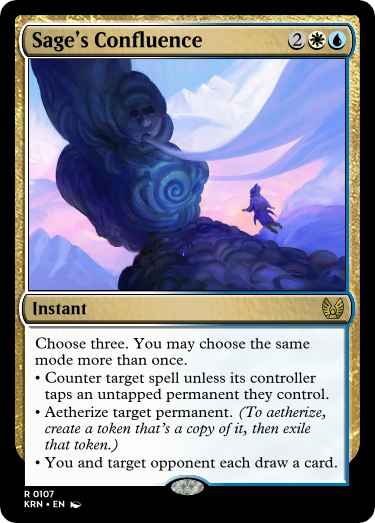 Sage's Confluence 2
Instant
Choose three. You may choose the same
mode more than once.
• Counter target spell unless its controller
taps an untapped permanent they control.
• Aetherize target permanent. (To aetherize,
create a token that's a copy of it, then exile
that token.)
• You and target opponent each draw a card.
R 0107
KRN • EN